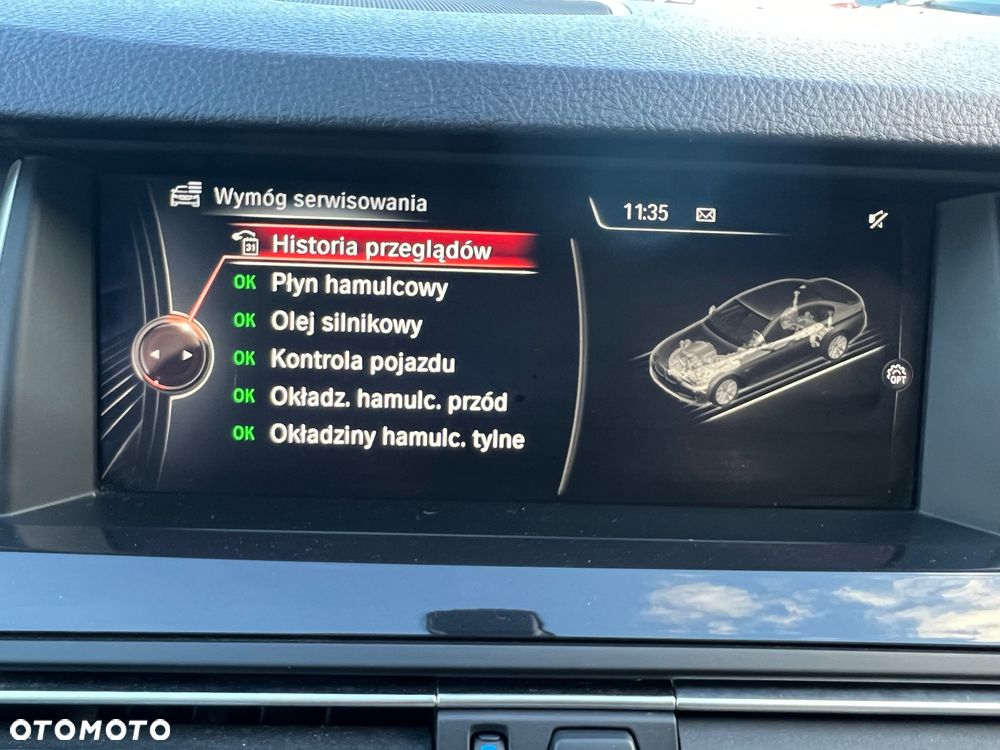 Wymóg serwisowania
11:35
31
Historia przeglądów
OK Płyn hamulcowy
OK Olej silnikowy
OK Kontrola pojazdu
OK Okładz. hamulc. przód
OK Okładziny hamulc. tylne
OPT
OTOMOTO